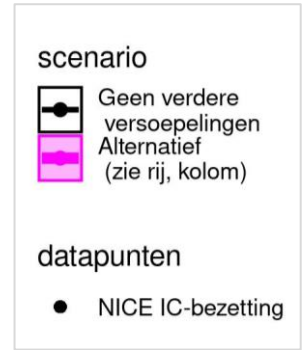 scenario
Geen verdere
versoepelingen
Alternatief
(zie rij, kolom)
datapunten
NICE IC-bezetting